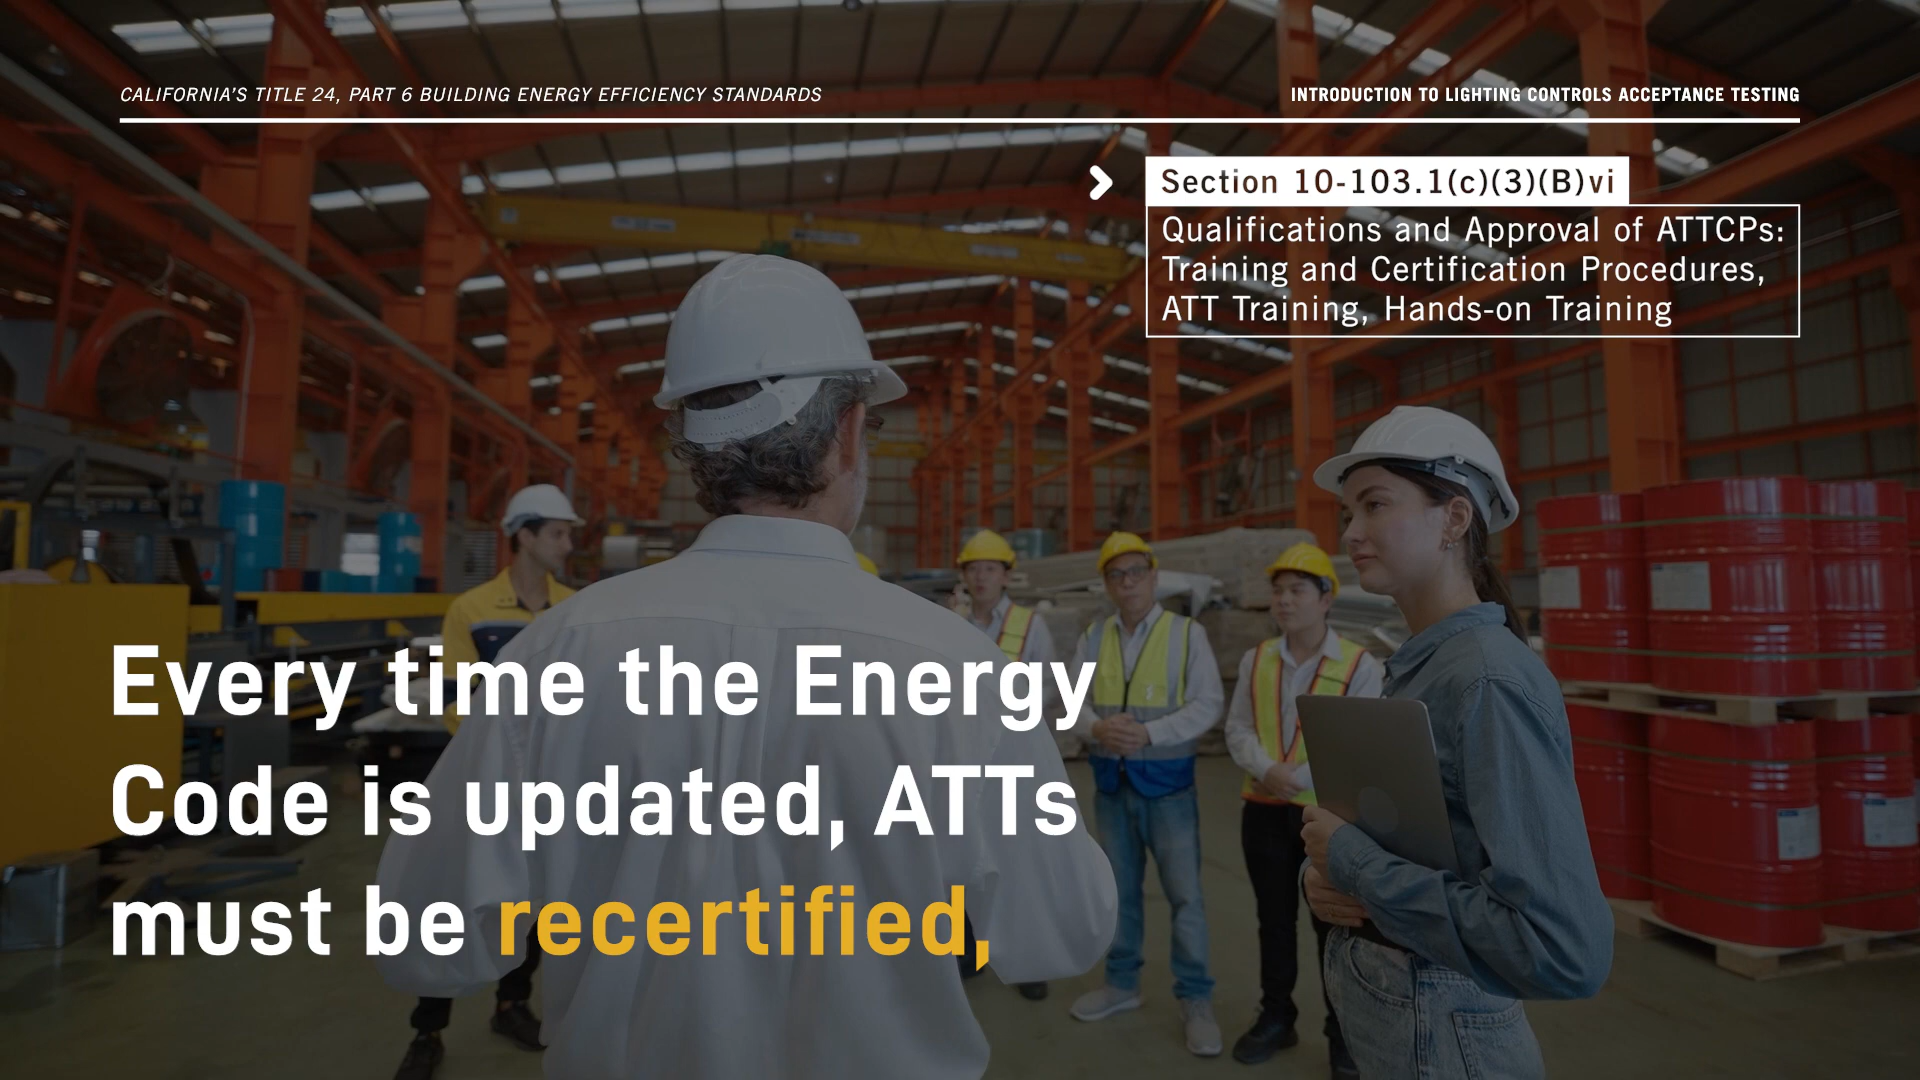 CALIFORNIA'S TITLE 24, PART 6 BUILDING ENERGY EFFICIENCY STANDARDS
INTRODUCTION TO LIGHTING CONTROLS ACCEPTANCE TESTING
Section 10-103.1(c)(3)(B)vi
Qualifications and Approval of ATTCPs:
Training and Certification Procedures,
ATT Training, Hands-on Training
Every time the Energy
Code is updated, ATTs
must be recertified,